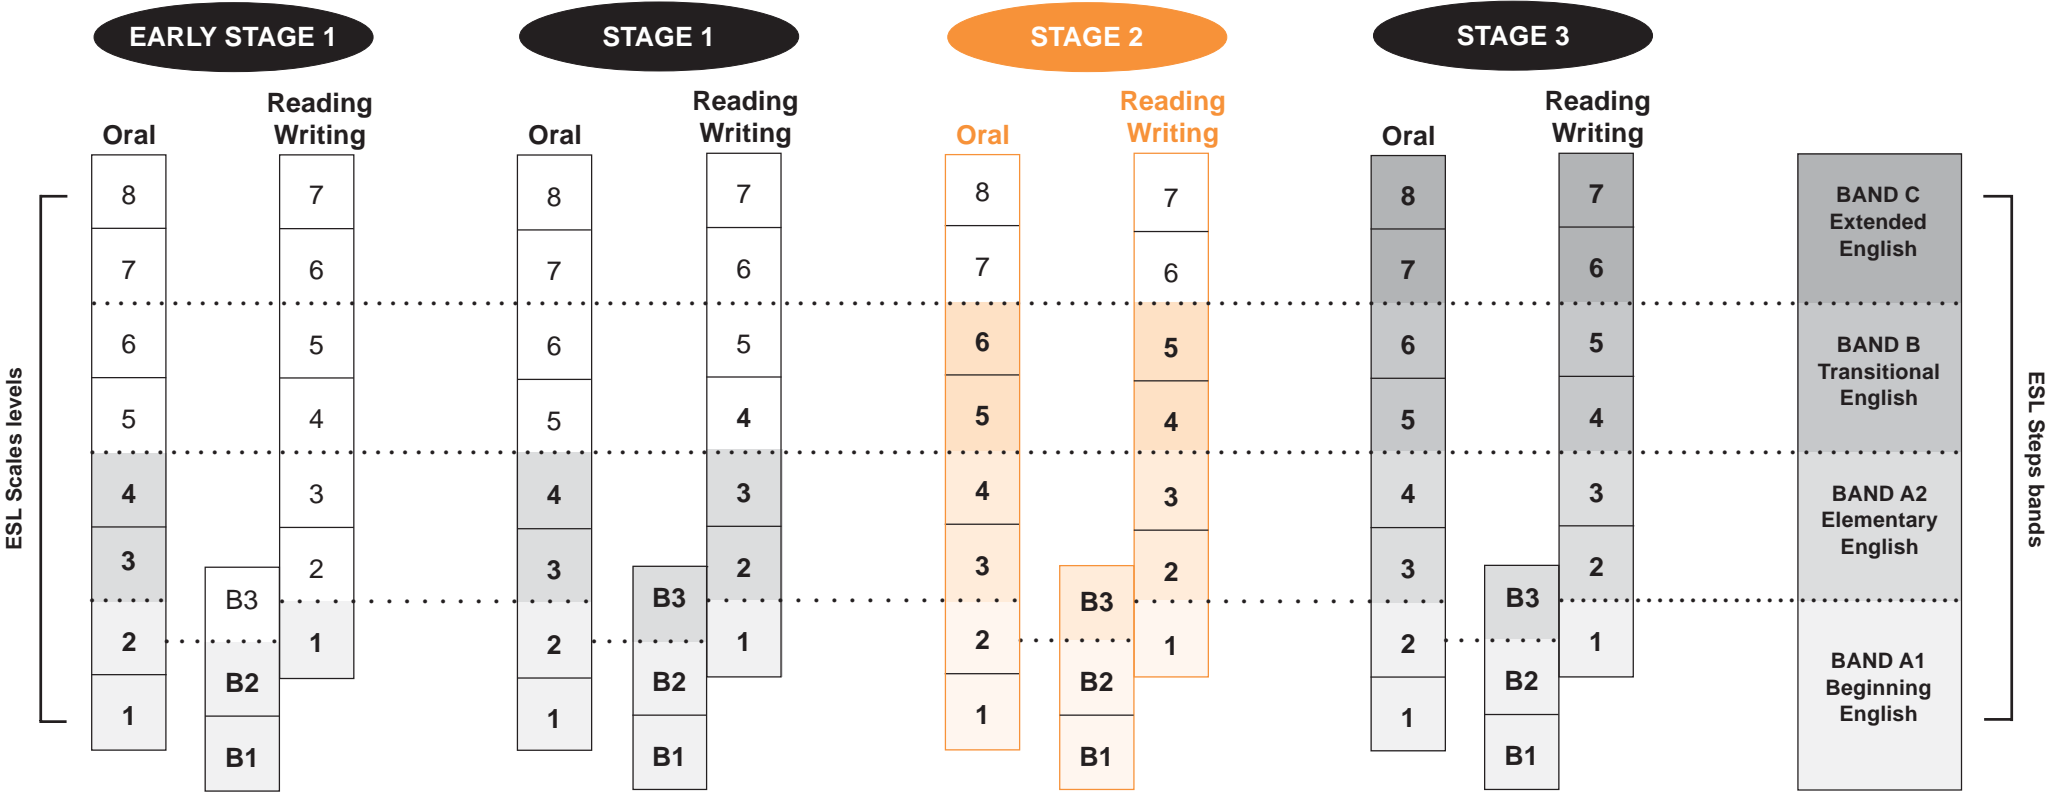 EARLY STAGE 1
STAGE 1
STAGE 2
STAGE 3
ESL Scales levels
Oral
8
7
6
5
4
3
2
1
B3
B2
B1
Reading
Writing
7
6
5
4
3
2
1
Oral
8
7
6
5
4
3
2
1
B3
B2
B1
Reading
Writing
7
6
5
4
3
2
1
Oral
8
7
6
5
4
3
2
1
B3
B2
B1
Reading
Writing
7
6
5
4
3
2
1
Oral
8
7
6
5
4
3
2
1
B3
B2
B1
Reading
Writing
7
6
5
4
3
2
1
BAND C
Extended
English
BAND B
Transitional
English
BAND A2
Elementary
English
BAND A1
Beginning
English
ESL Steps bands